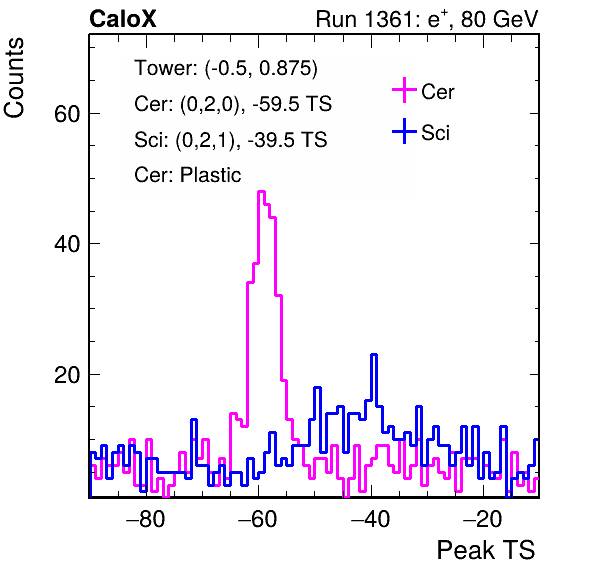 CaloX Run 1361: e⁺, 80 GeV
Counts
Tower: (-0.5, 0.875)
Cer: (0,2,0), -59.5 TS
Sci: (0,2,1), -39.5 TS
Cer: Plastic
Cer
Sci
60
40
20
−80 −60 −40 −20
Peak TS